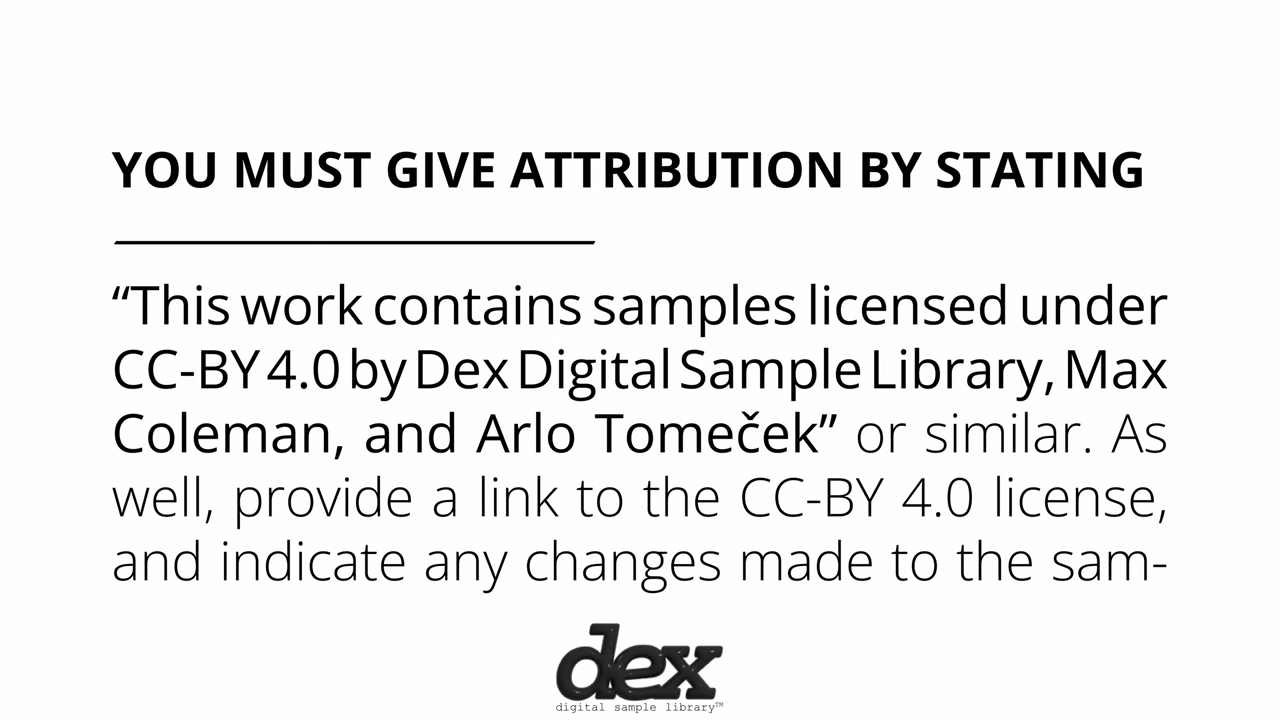 YOU MUST GIVE ATTRIBUTION BY STATING
“This work contains samples licensed under
CC-BY 4.0 by Dex Digital Sample Library, Max
Coleman, and Arlo Tomeček” or similar. As
well, provide a link to the CC-BY 4.0 license,
and indicate any changes made to the sam-
dex
digital sample library™